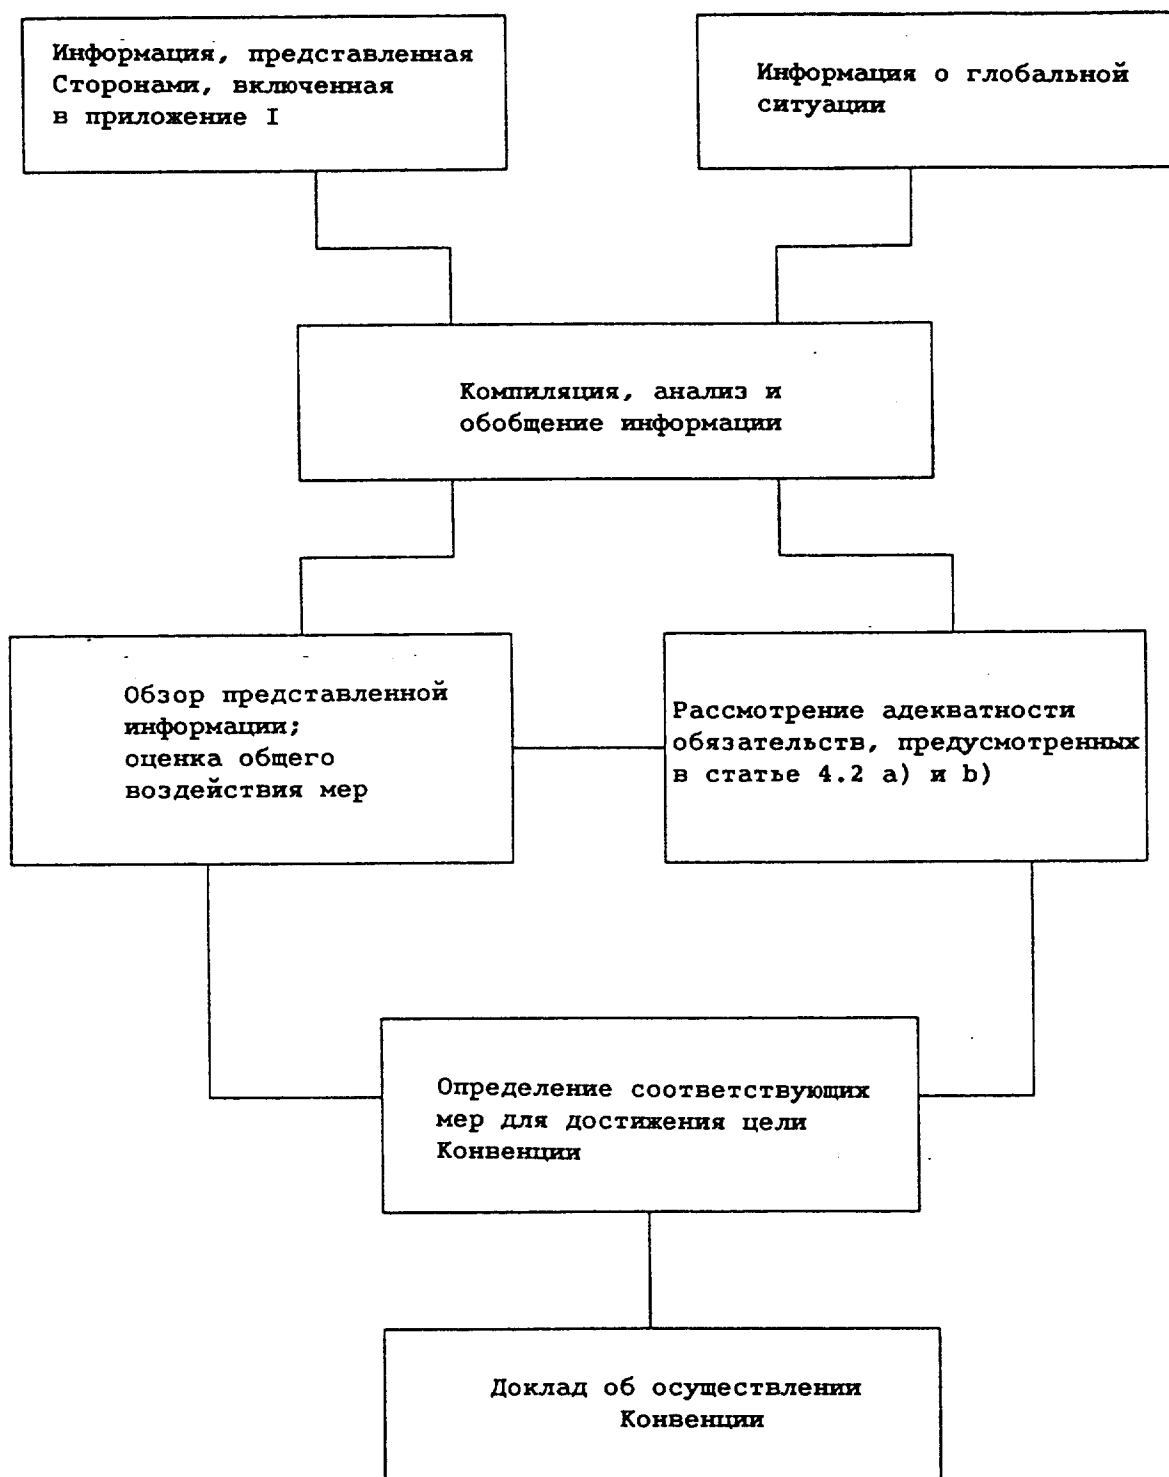 Информация, представленная
Сторонами, включенная
в приложение I
Информация о глобальной
ситуации
Компиляция, анализ и
обобщение информации
Обзор представленной
информации;
оценка общего
воздействия мер
Рассмотрение адекватности
обязательств, предусмотренных
в статье 4.2 a) и b)
Определение соответствующих
мер для достижения цели
Конвенции
Доклад об осуществлении
Конвенции